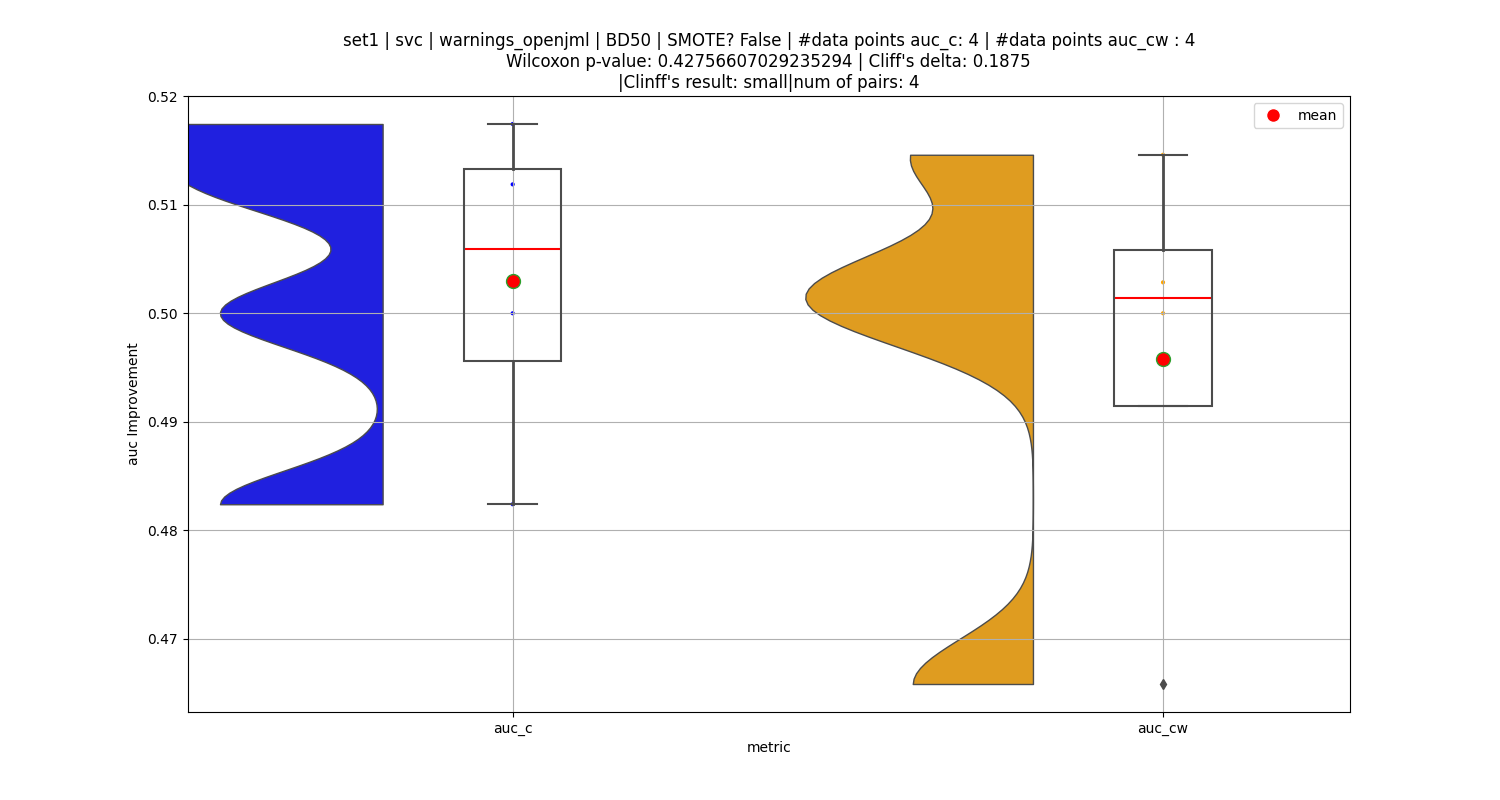 set1 | svc | warnings_openjml | BD50 | SMOTE? False | #data points auc_c: 4 | #data points auc_cw : 4
Wilcoxon p-value: 0.42756607029235294 | Cliff's delta: 0.1875
|Clinff's result: small|num of pairs: 4
mean
0.52
0.51
0.50
0.49
0.48
0.47
auc Improvement
auc_c
auc_cw
metric